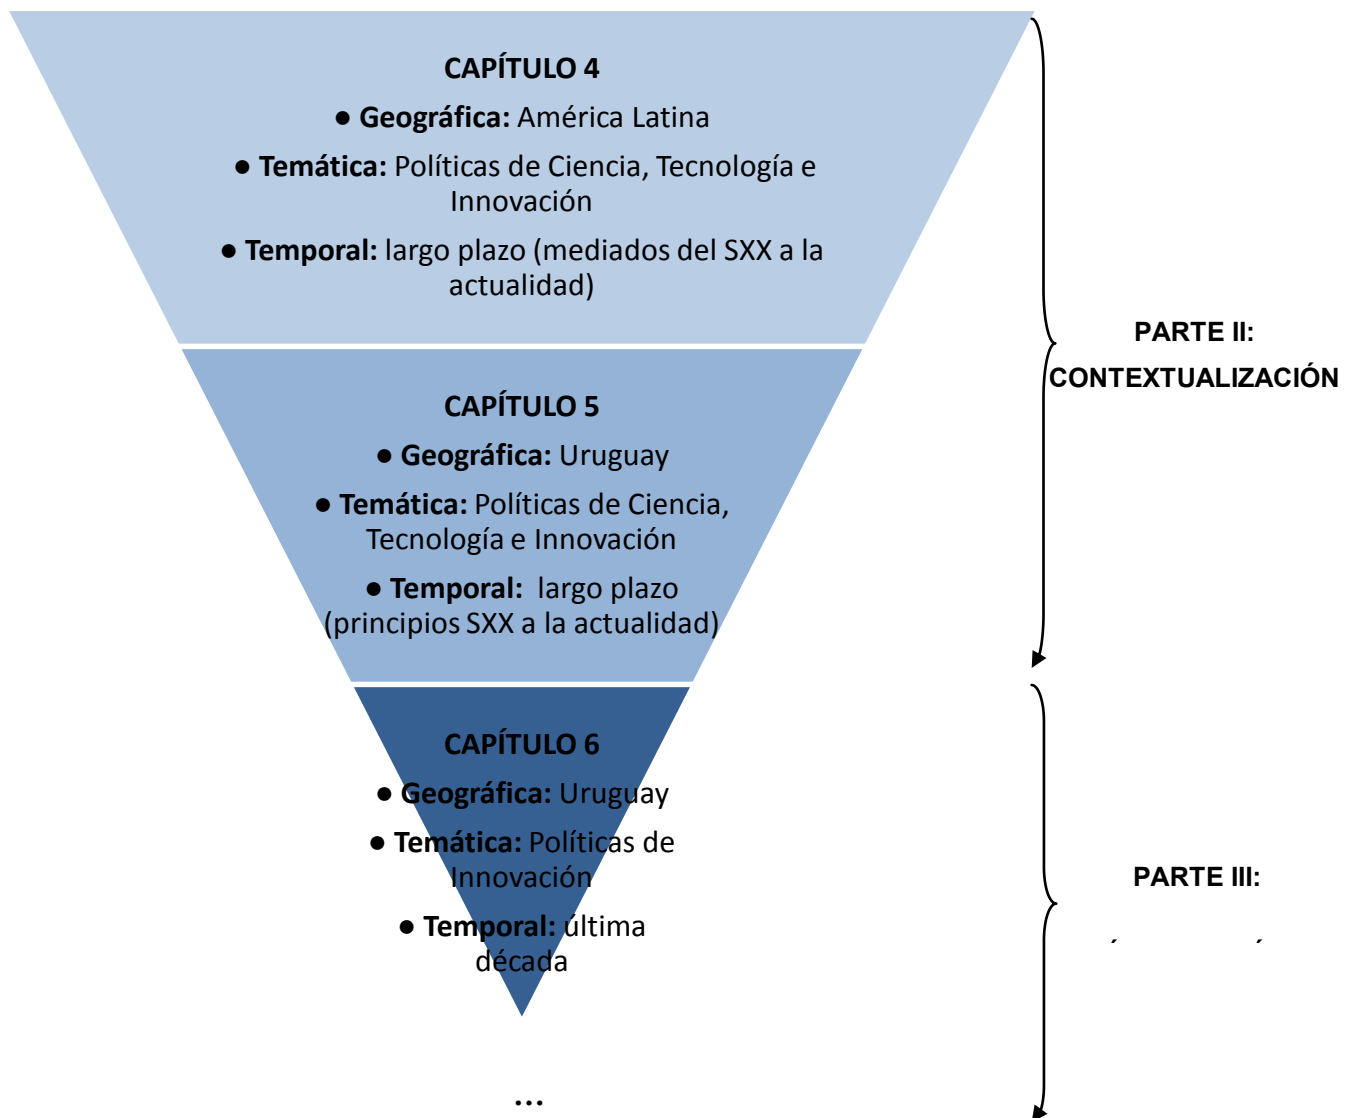 CAPÍTULO 4
● Geográfica: América Latina
● Temática: Políticas de Ciencia, Tecnología e
Innovación
● Temporal: largo plazo (mediados del SXX a la
actualidad)
PARTE II:
CONTEXTUALIZACIÓN
CAPÍTULO 5
● Geográfica: Uruguay
● Temática: Políticas de Ciencia,
Tecnología e Innovación
● Temporal: largo plazo
(principios SXX a la actualidad)
CAPÍTULO 6
● Geográfica: Uruguay
● Temática: Políticas de
Innovación
● Temporal: última
década
PARTE III:
...